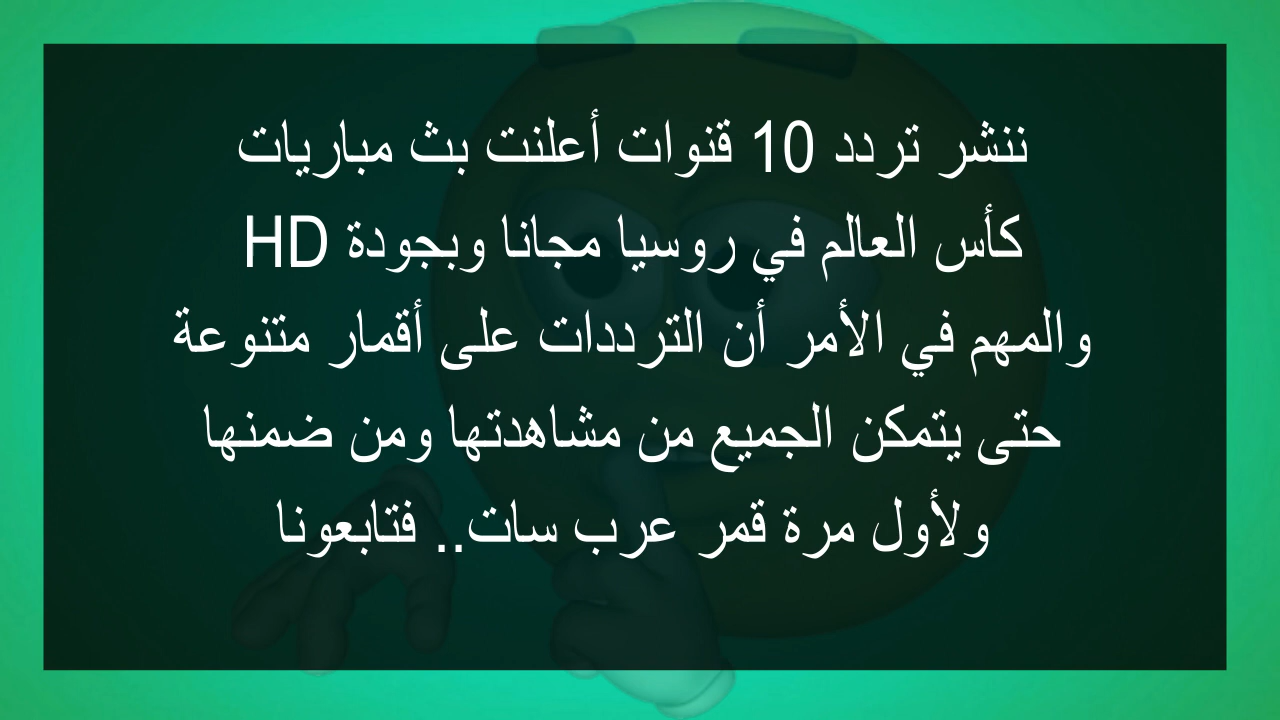 ننشر تردد 10 قنوات أعلنت بث مباريات
كأس العالم في روسيا مجانا وبجودة HD
والمهم في الأمر أن الترددات على أقمار متنوعة
حتى يتمكن الجميع من مشاهدتها ومن ضمنها
ولأول مرة قمر عرب سات.. فتابعونا